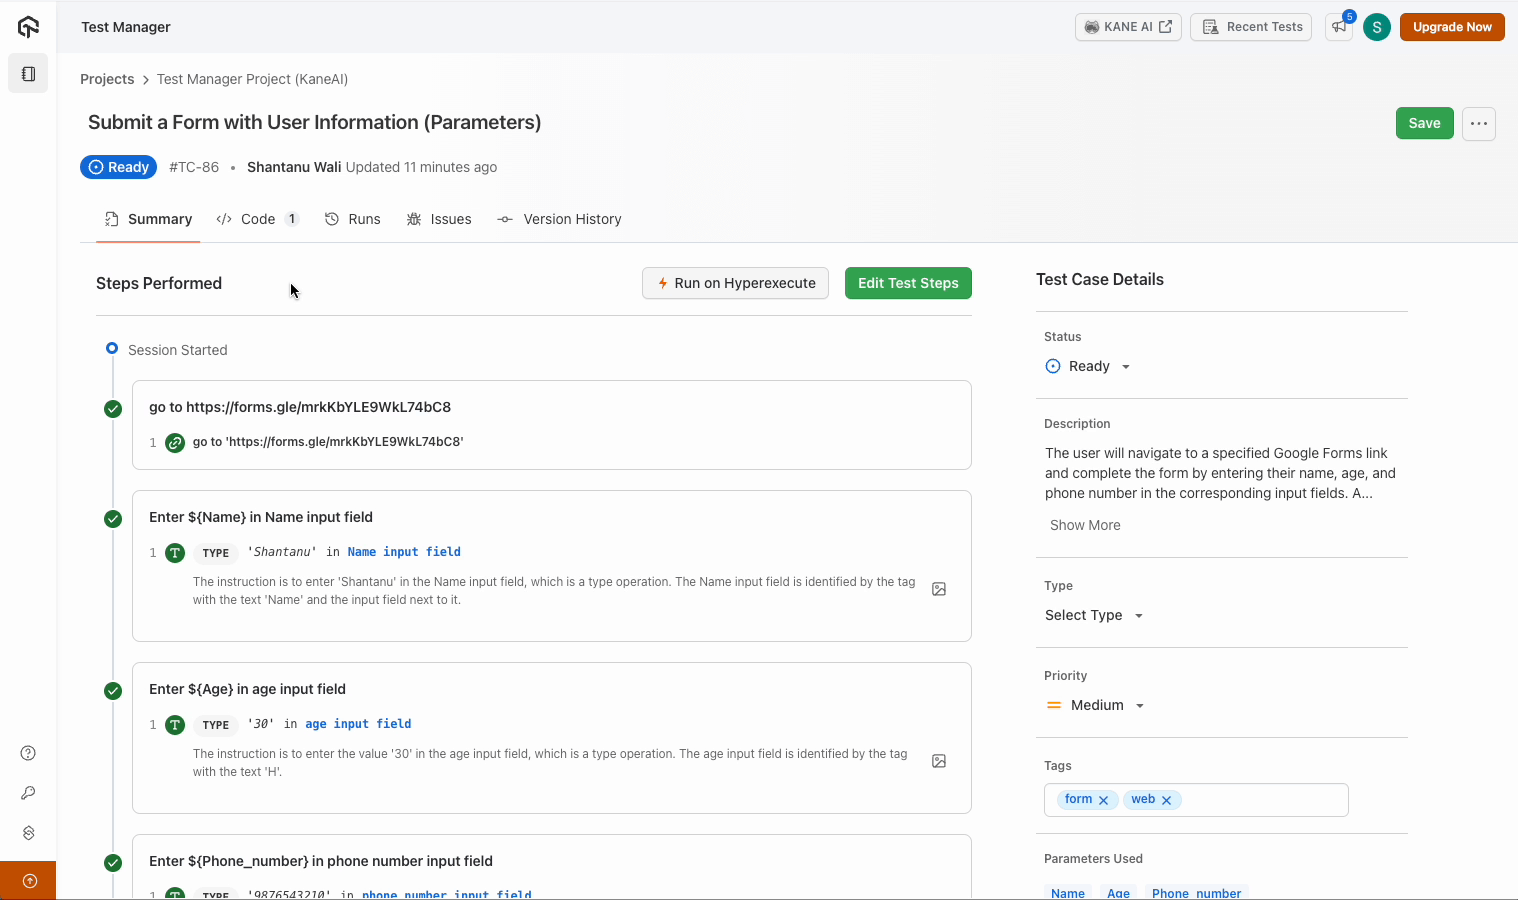 Test Manager
KANE AI
Recent Tests
5
S
Upgrade Now
Projects > Test Manager Project (KaneAI)
Submit a Form with User Information (Parameters)
Save
Ready #TC-86 • Shantanu Wali Updated 11 minutes ago
Summary </> Code 1 Runs Issues Version History
Steps Performed
Run on Hyperexecute
Edit Test Steps
Session Started
go to https://forms.gle/mrkKbYLE9WkL74bC8
1 go to 'https://forms.gle/mrkKbYLE9WkL74bC8'
Enter ${Name} in Name input field
1 T TYPE 'Shantanu' in Name input field
The instruction is to enter 'Shantanu' in the Name input field, which is a type operation. The Name input field is identified by the tag
with the text 'Name' and the input field next to it.
Enter ${Age} in age input field
1 T TYPE '30' in age input field
The instruction is to enter the value '30' in the age input field, which is a type operation. The age input field is identified by the tag
with the text 'H'.
Enter ${Phone_number} in phone number input field
1 T TYPE '9876543210' in phone number input field
Test Case Details
Status
Ready
Description
The user will navigate to a specified Google Forms link
and complete the form by entering their name, age, and
phone number in the corresponding input fields. A...
Show More
Type
Select Type
Priority
Medium
Tags
form × web ×
Parameters Used
Name Age Phone_number